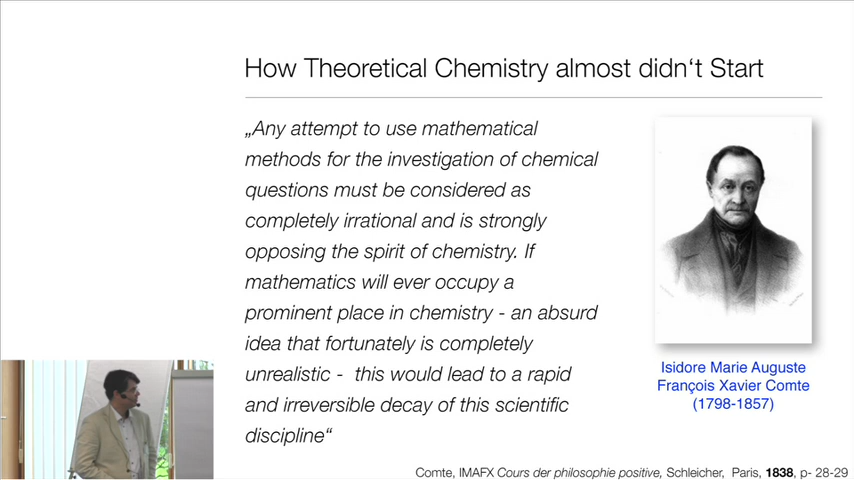 How Theoretical Chemistry almost didn‘t Start
„Any attempt to use mathematical
methods for the investigation of chemical
questions must be considered as
completely irrational and is strongly
opposing the spirit of chemistry. If
mathematics will ever occupy a
prominent place in chemistry - an absurd
idea that fortunately is completely
unrealistic - this would lead to a rapid
and irreversible decay of this scientific
discipline“
Isidore Marie Auguste
François Xavier Comte
(1798-1857)
Comte, IMAFX Cours der philosophie positive, Schleicher, Paris, 1838, p- 28-29